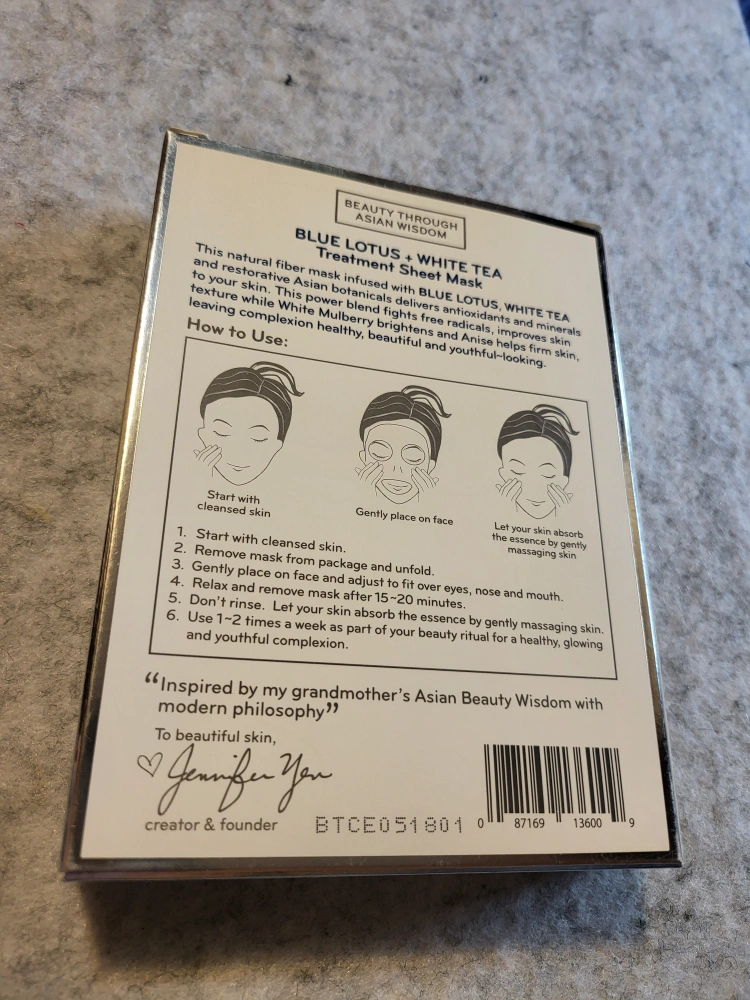 BEAUTY THROUGH
ASIAN WISDOM
BLUE LOTUS + WHITE TEA
Treatment Sheet Mask
This natural fiber mask infused with BLUE LOTUS, WHITE TEA
and restorative Asian botanicals delivers antioxidants and minerals
to your skin. This power blend fights free radicals, improves skin
texture while White Mulberry brightens and Anise helps firm skin,
leaving complexion healthy, beautiful and youthful-looking.
How to Use:
Start with
cleansed skin
Gently place on face
Let your skin absorb
the essence by gently
massaging skin
1. Start with cleansed skin.
2. Remove mask from package and unfold.
3. Gently place on face and adjust to fit over eyes, nose and mouth.
4. Relax and remove mask after 15~20 minutes.
5. Don't rinse. Let your skin absorb the essence by gently massaging skin.
6. Use 1~2 times a week as part of your beauty ritual for a healthy, glowing
and youthful complexion.
“Inspired by my grandmother's Asian Beauty Wisdom with
modern philosophy”
To beautiful skin,
Jennifer Yen
creator & founder
BTCE051801
0 87169 13600 9